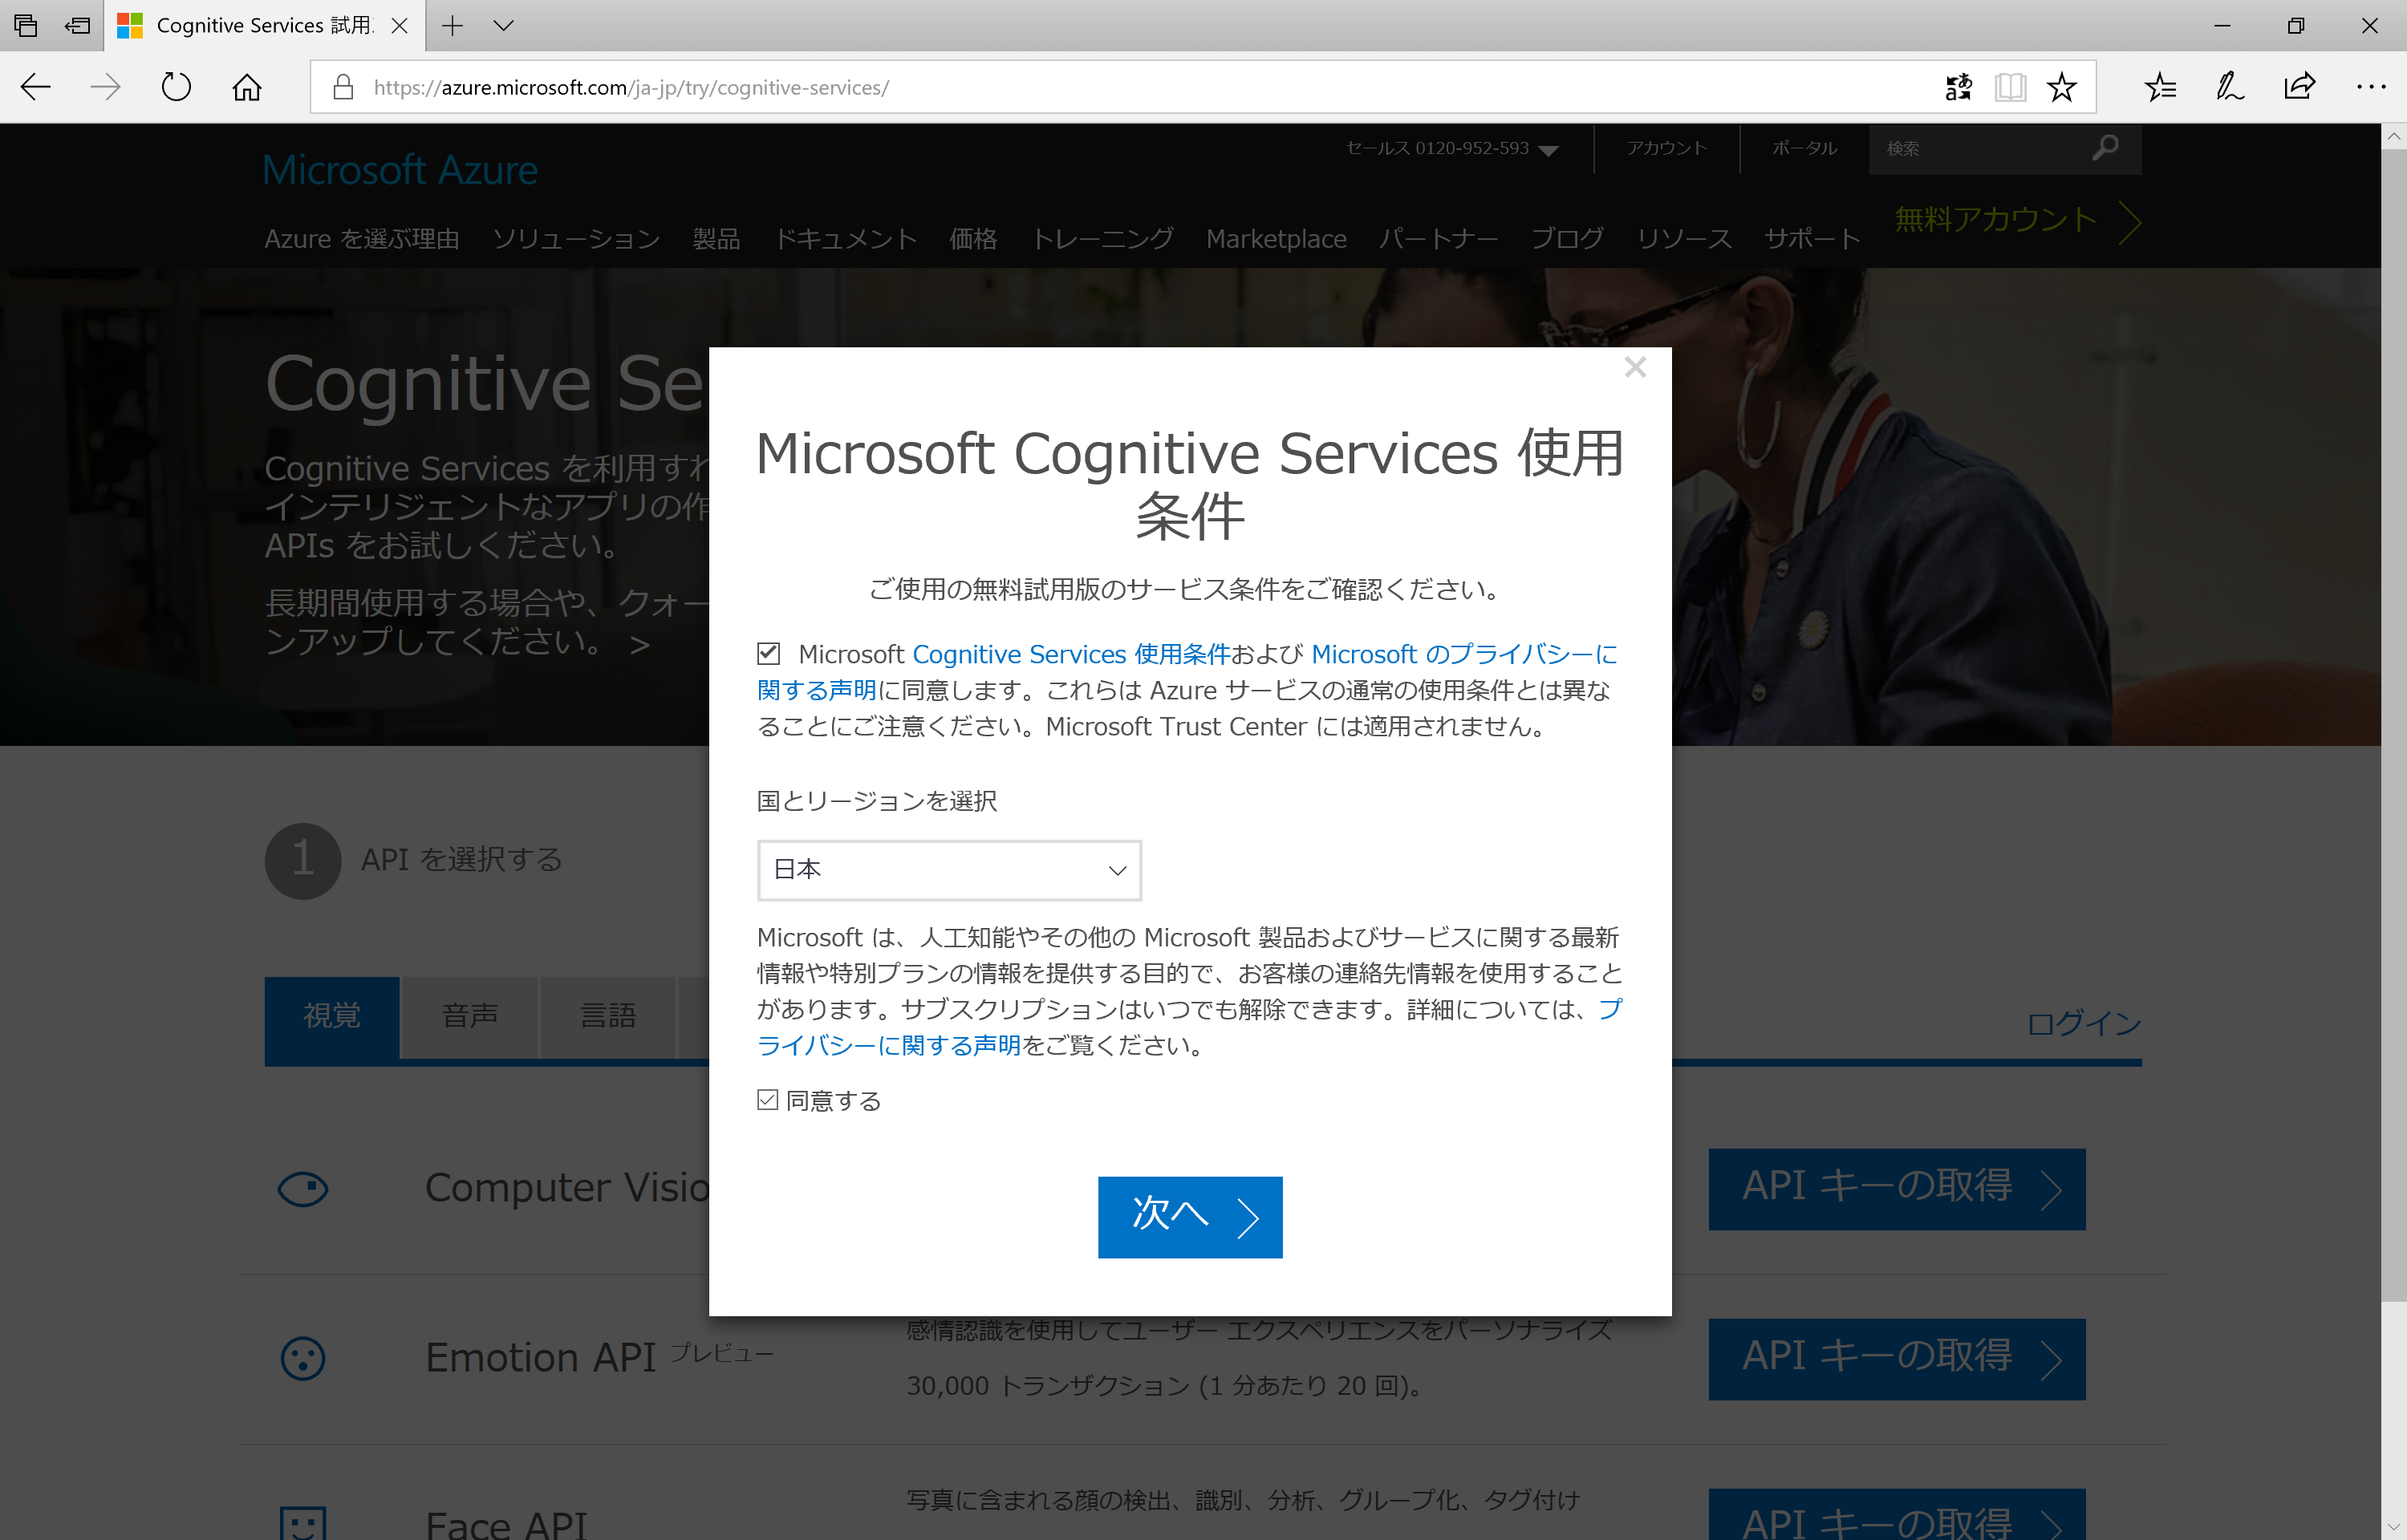 Cognitive Services 試用
https://azure.microsoft.com/ja-jp/try/cognitive-services/
セールス 0120-952-593
アカウント
ポータル
検索
Microsoft Azure
無料アカウント
Azure を選ぶ理由 ソリューション 製品 ドキュメント 価格 トレーニング Marketplace パートナー ブログ リソース サポート
Cognitive Se
Cognitive Services を利用すれ
インテリジェントなアプリの作
APIs をお試しください。
長期間使用する場合や、クォー
ンアップしてください。 >
Microsoft Cognitive Services 使用
条件
ご使用の無料試用版のサービス条件をご確認ください。
Microsoft Cognitive Services 使用条件および Microsoft のプライバシーに
関する声明に同意します。これらは Azure サービスの通常の使用条件とは異な
ることにご注意ください。Microsoft Trust Center には適用されません。
国とリージョンを選択
日本
Microsoft は、人工知能やその他の Microsoft 製品およびサービスに関する最新
情報や特別プランの情報を提供する目的で、お客様の連絡先情報を使用すること
があります。サブスクリプションはいつでも解除できます。詳細については、プ
ライバシーに関する声明をご覧ください。
同意する
次へ
1 API を選択する
視覚 音声 言語
ログイン
Computer Visio
API キーの取得
Emotion API プレビュー
感情認識を使用してユーザー エクスペリエンスをパーソナライズ
30,000 トランザクション (1 分あたり 20 回)。
API キーの取得
Face API
写真に含まれる顔の検出、識別、分析、グループ化、タグ付け
API キーの取得